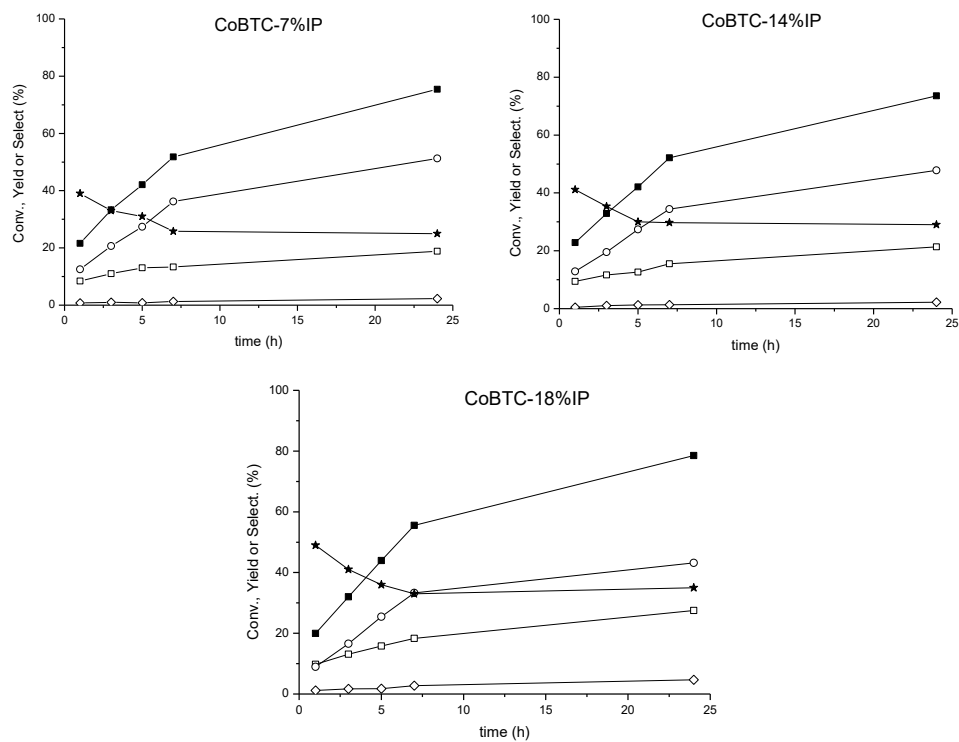 CoBTC-7%IP
Conv., Yeld or Select (%)
100
80
60
40
20
0
0 5 10 15 20 25
time (h)
CoBTC-14%IP
Conv., Yield or Select. (%)
100
80
60
40
20
0
0 5 10 15 20 25
time (h)
CoBTC-18%IP
Conv., Yield or Select. (%)
100
80
60
40
20
0
0 5 10 15 20 25
time (h)